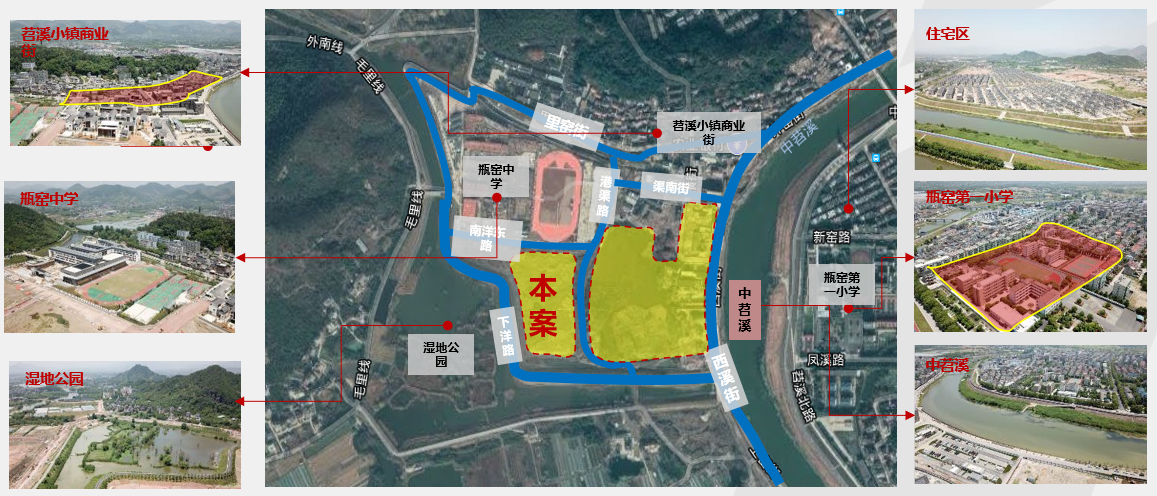 苕溪小镇商业
街
瓶窑中学
湿地公园
外南线
毛里线
里窑街
苕溪小镇商业
街
瓶窑中
学
港渠路
渠南街
中苕溪
毛里线
南洋东
路
本案
下洋路
湿地公
园
毛里线
中苕溪
西溪街
新窑路
瓶窑第
一小学
凤溪路
苕溪北路
住宅区
瓶窑第一小学
中苕溪